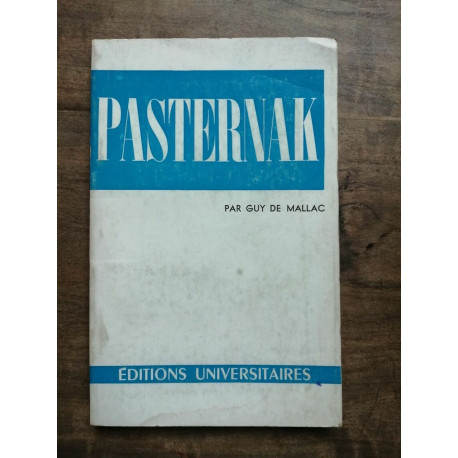 PASTERNAK
PAR GUY DE MALLAC
ÉDITIONS UNIVERSITAIRES